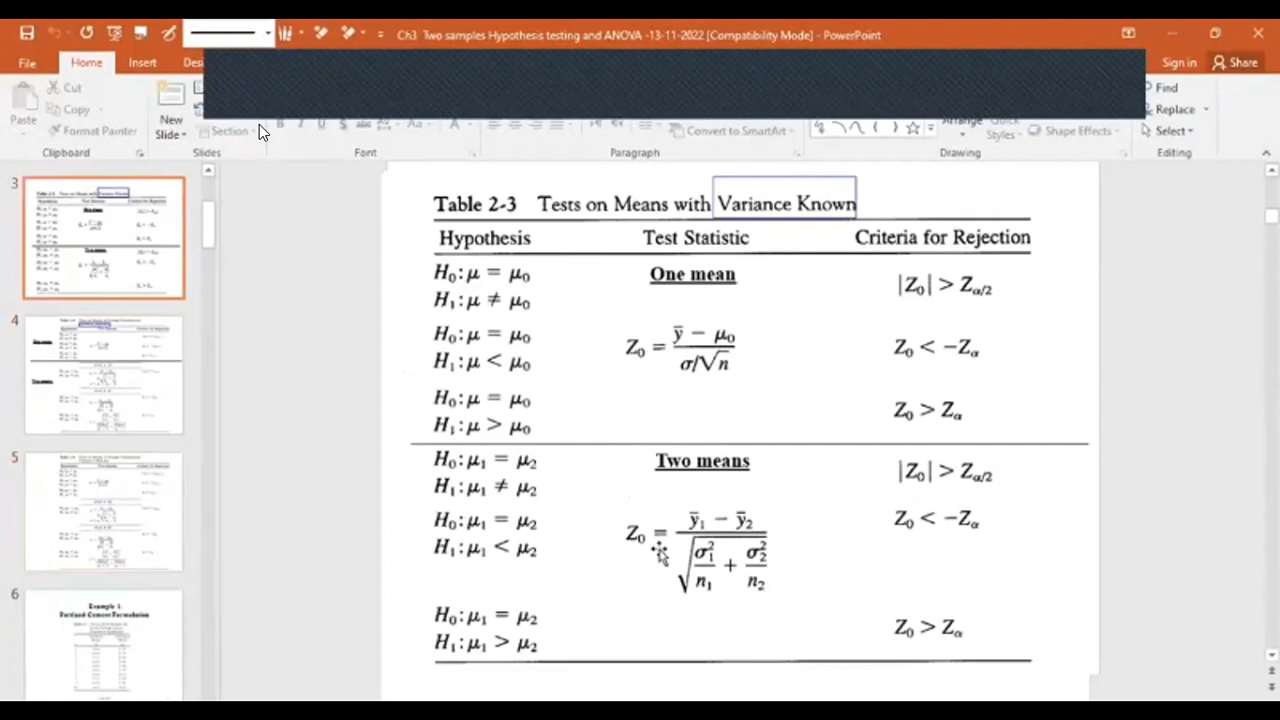 Ch3 Two samples Hypothesis testing and ANOVA -13-11-2022 [Compatibility Mode] - PowerPoint
File Home Insert Sign in Share
Paste
Cut
Copy
Format Painter
Clipboard
New
Slide
Section
Slides
Font
Convert to SmartArt
Paragraph
Arrange
Quick
Styles
Shape Effects
Drawing
Find
Replace
Select
Editing
3
4
5
6
Example 1.
Portland Cement Formulation
Table 2-3 Tests on Means with Variance Known
Hypothesis Test Statistic Criteria for Rejection
H₀: μ = μ₀ One mean |Z₀| > Z_{α/2}
H₁: μ ≠ μ₀
H₀: μ = μ₀ Z₀ = (ȳ − μ₀) / (σ/√n) Z₀ < −Z_α
H₁: μ < μ₀
H₀: μ = μ₀ Z₀ > Z_α
H₁: μ > μ₀
H₀: μ₁ = μ₂ Two means |Z₀| > Z_{α/2}
H₁: μ₁ ≠ μ₂
H₀: μ₁ = μ₂ Z₀ = (ȳ₁ − ȳ₂) / √(σ₁²/n₁ + σ₂²/n₂) Z₀ < −Z_α
H₁: μ₁ < μ₂
H₀: μ₁ = μ₂ Z₀ > Z_α
H₁: μ₁ > μ₂